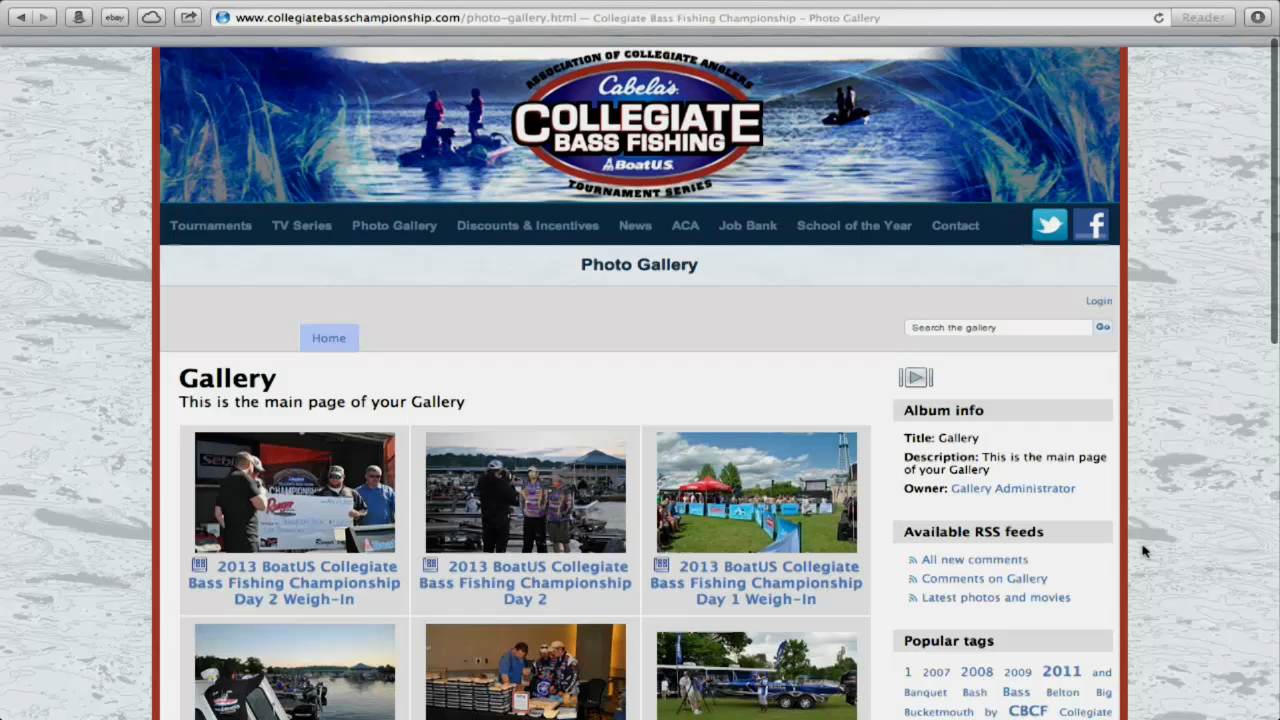 ebay
www.collegiatebasschampionship.com/photo-gallery.html — Collegiate Bass Fishing Championship - Photo Gallery
Reader
ASSOCIATION OF COLLEGIATE ANGLERS
Cabela's
COLLEGIATE
BASS FISHING
BoatU.S.
TOURNAMENT SERIES
Tournaments TV Series Photo Gallery Discounts & Incentives News ACA Job Bank School of the Year Contact
Photo Gallery
Login
Search the gallery Go
Home
Gallery
This is the main page of your Gallery
2013 BoatUS Collegiate
Bass Fishing Championship
Day 2 Weigh-In
2013 BoatUS Collegiate
Bass Fishing Championship
Day 2
2013 BoatUS Collegiate
Bass Fishing Championship
Day 1 Weigh-In
Album info
Title: Gallery
Description: This is the main page
of your Gallery
Owner: Gallery Administrator
Available RSS feeds
All new comments
Comments on Gallery
Latest photos and movies
Popular tags
1 2007 2008 2009 2011 and
Banquet Bash Bass Belton Big
Bucketmouth by CBCF Collegiate